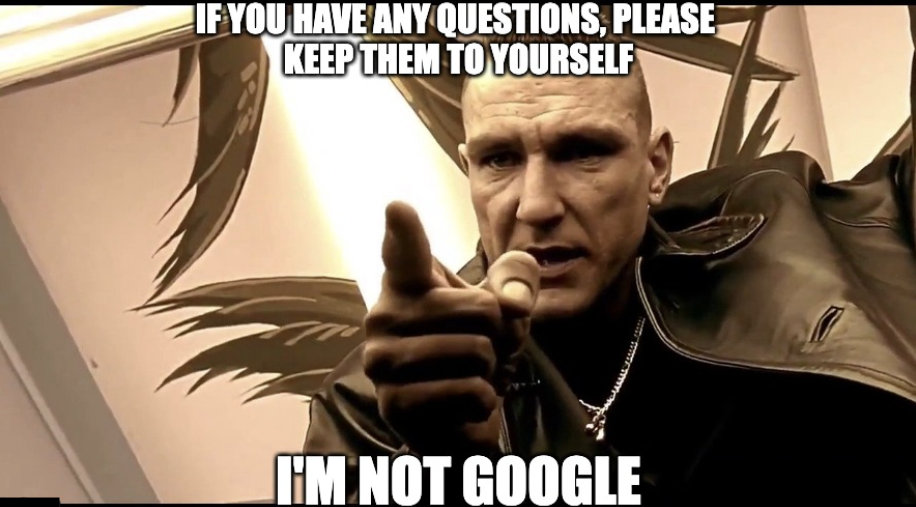 IF YOU HAVE ANY QUESTIONS, PLEASE
KEEP THEM TO YOURSELF
I'M NOT GOOGLE